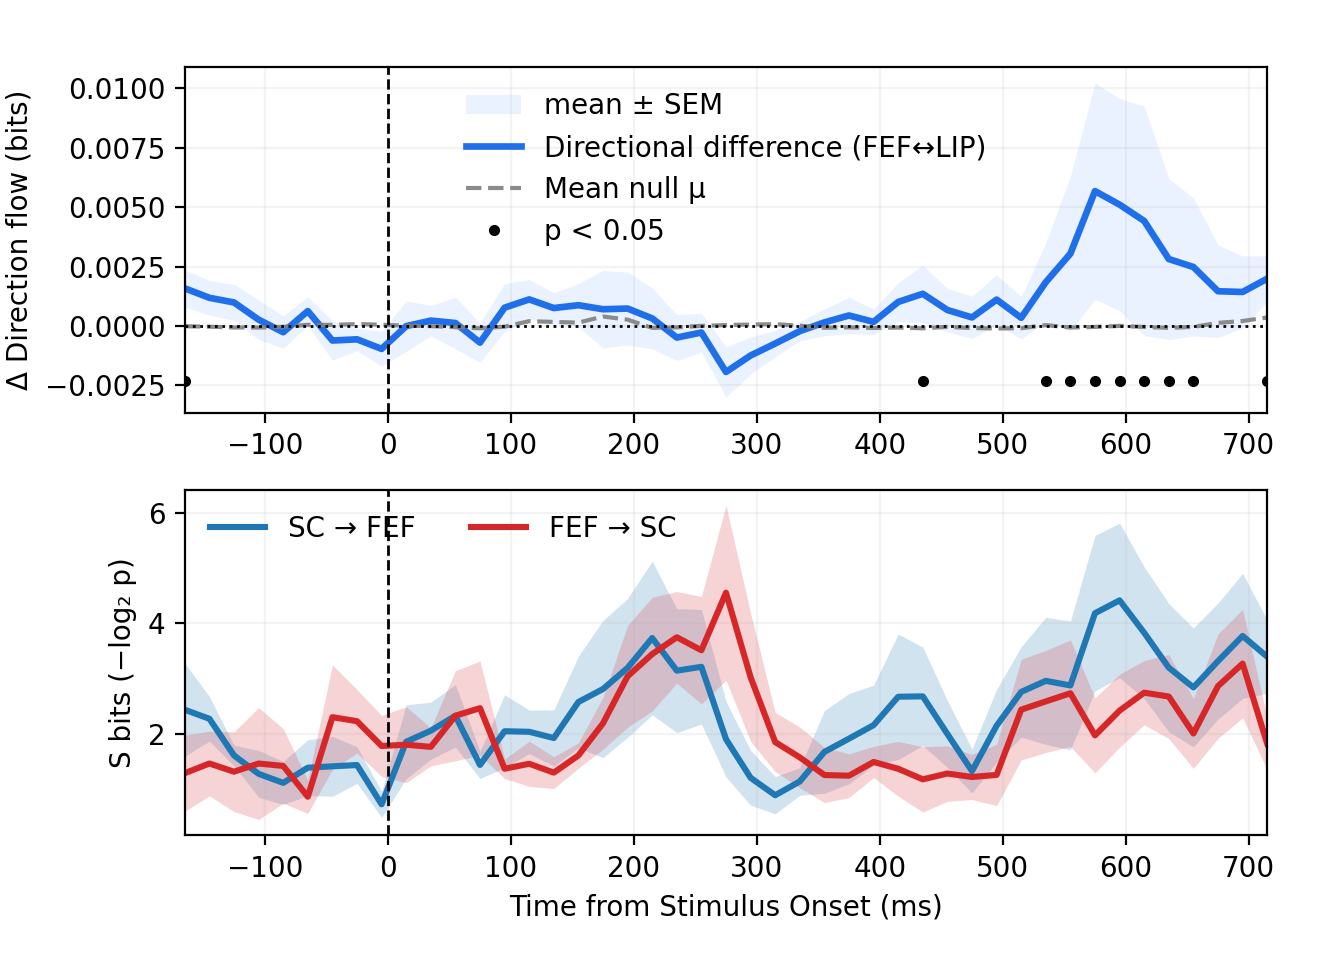 0.0100
0.0075
0.0050
0.0025
0.0000
−0.0025
Δ Direction flow (bits)
mean ± SEM
Directional difference (FEF↔LIP)
Mean null μ
p < 0.05
−100 0 100 200 300 400 500 600 700
6
4
2
S bits (−log₂ p)
SC → FEF FEF → SC
−100 0 100 200 300 400 500 600 700
Time from Stimulus Onset (ms)